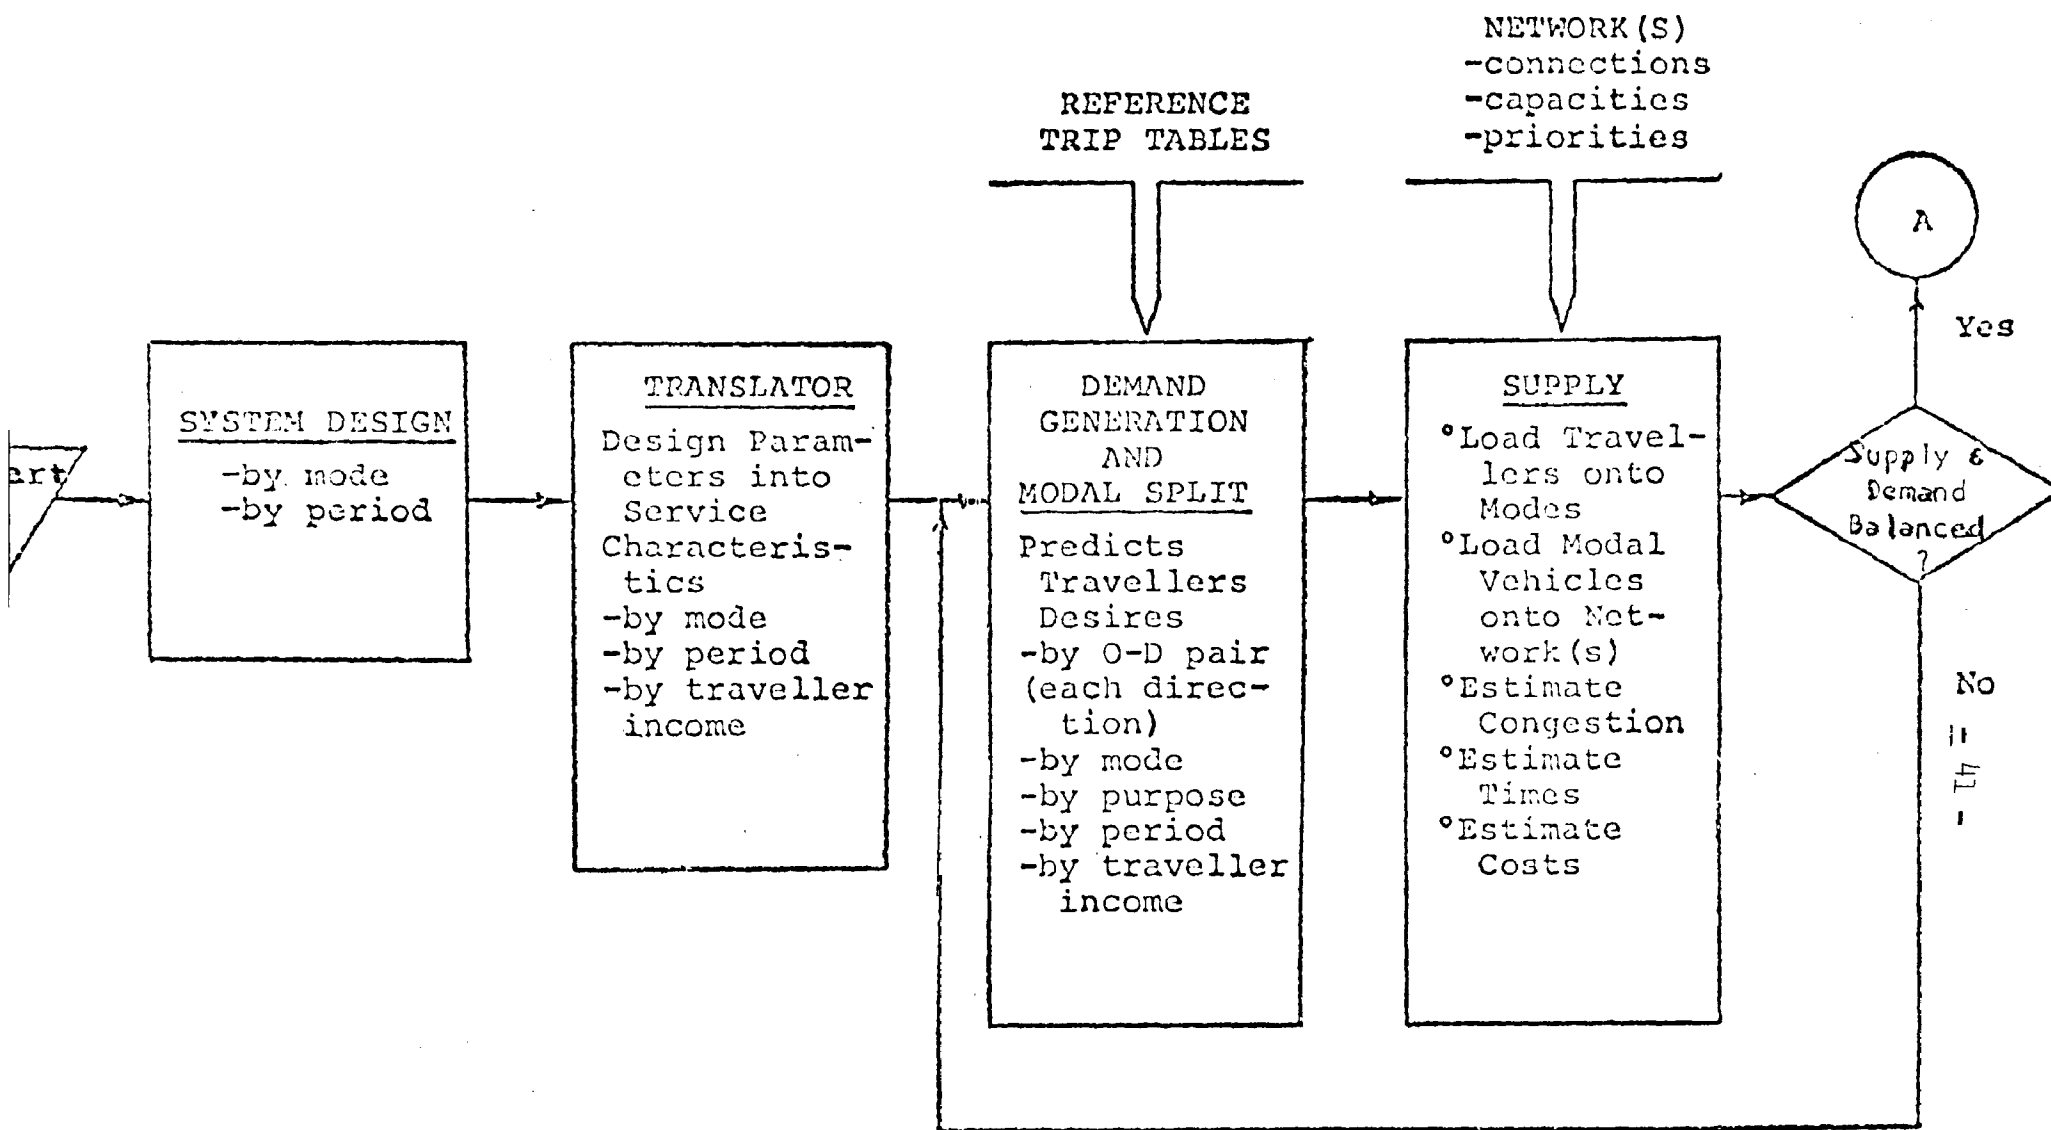 NETWORK(S)
-connections
-capacities
-priorities
REFERENCE
TRIP TABLES
A
Yes
art
SYSTEM DESIGN
-by mode
-by period
TRANSLATOR
Design Param-
eters into
Service
Characteris-
tics
-by mode
-by period
-by traveller
income
DEMAND
GENERATION
AND
MODAL SPLIT
Predicts
Travellers
Desires
-by O-D pair
(each direc-
tion)
-by mode
-by purpose
-by period
-by traveller
income
SUPPLY
°Load Travel-
lers onto
Modes
°Load Modal
Vehicles
onto Net-
work(s)
°Estimate
Congestion
°Estimate
Times
°Estimate
Costs
Supply &
Demand
Balanced
?
No
- 41 -